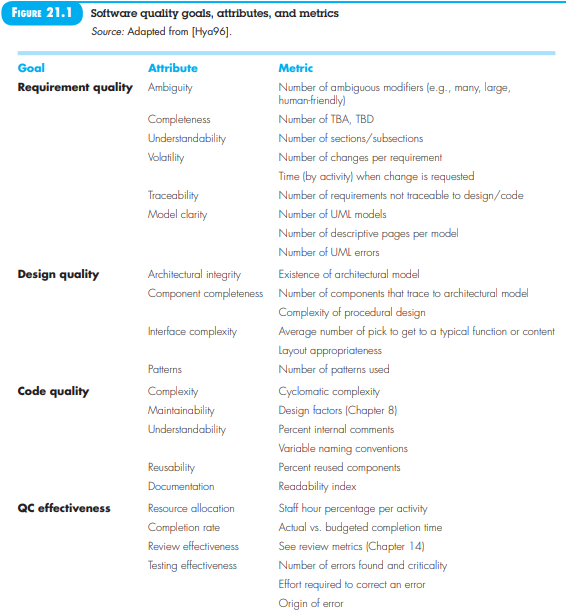 FIGURE 21.1 Software quality goals, attributes, and metrics
Source: Adapted from [Hya96].
Goal Attribute Metric
Requirement quality Ambiguity Number of ambiguous modifiers (e.g., many, large,
human-friendly)
Completeness Number of TBA, TBD
Understandability Number of sections/subsections
Volatility Number of changes per requirement
Time (by activity) when change is requested
Traceability Number of requirements not traceable to design/code
Model clarity Number of UML models
Number of descriptive pages per model
Number of UML errors
Design quality Architectural integrity Existence of architectural model
Component completeness Number of components that trace to architectural model
Complexity of procedural design
Interface complexity Average number of pick to get to a typical function or content
Layout appropriateness
Patterns Number of patterns used
Code quality Complexity Cyclomatic complexity
Maintainability Design factors (Chapter 8)
Understandability Percent internal comments
Variable naming conventions
Reusability Percent reused components
Documentation Readability index
QC effectiveness Resource allocation Staff hour percentage per activity
Completion rate Actual vs. budgeted completion time
Review effectiveness See review metrics (Chapter 14)
Testing effectiveness Number of errors found and criticality
Effort required to correct an error
Origin of error